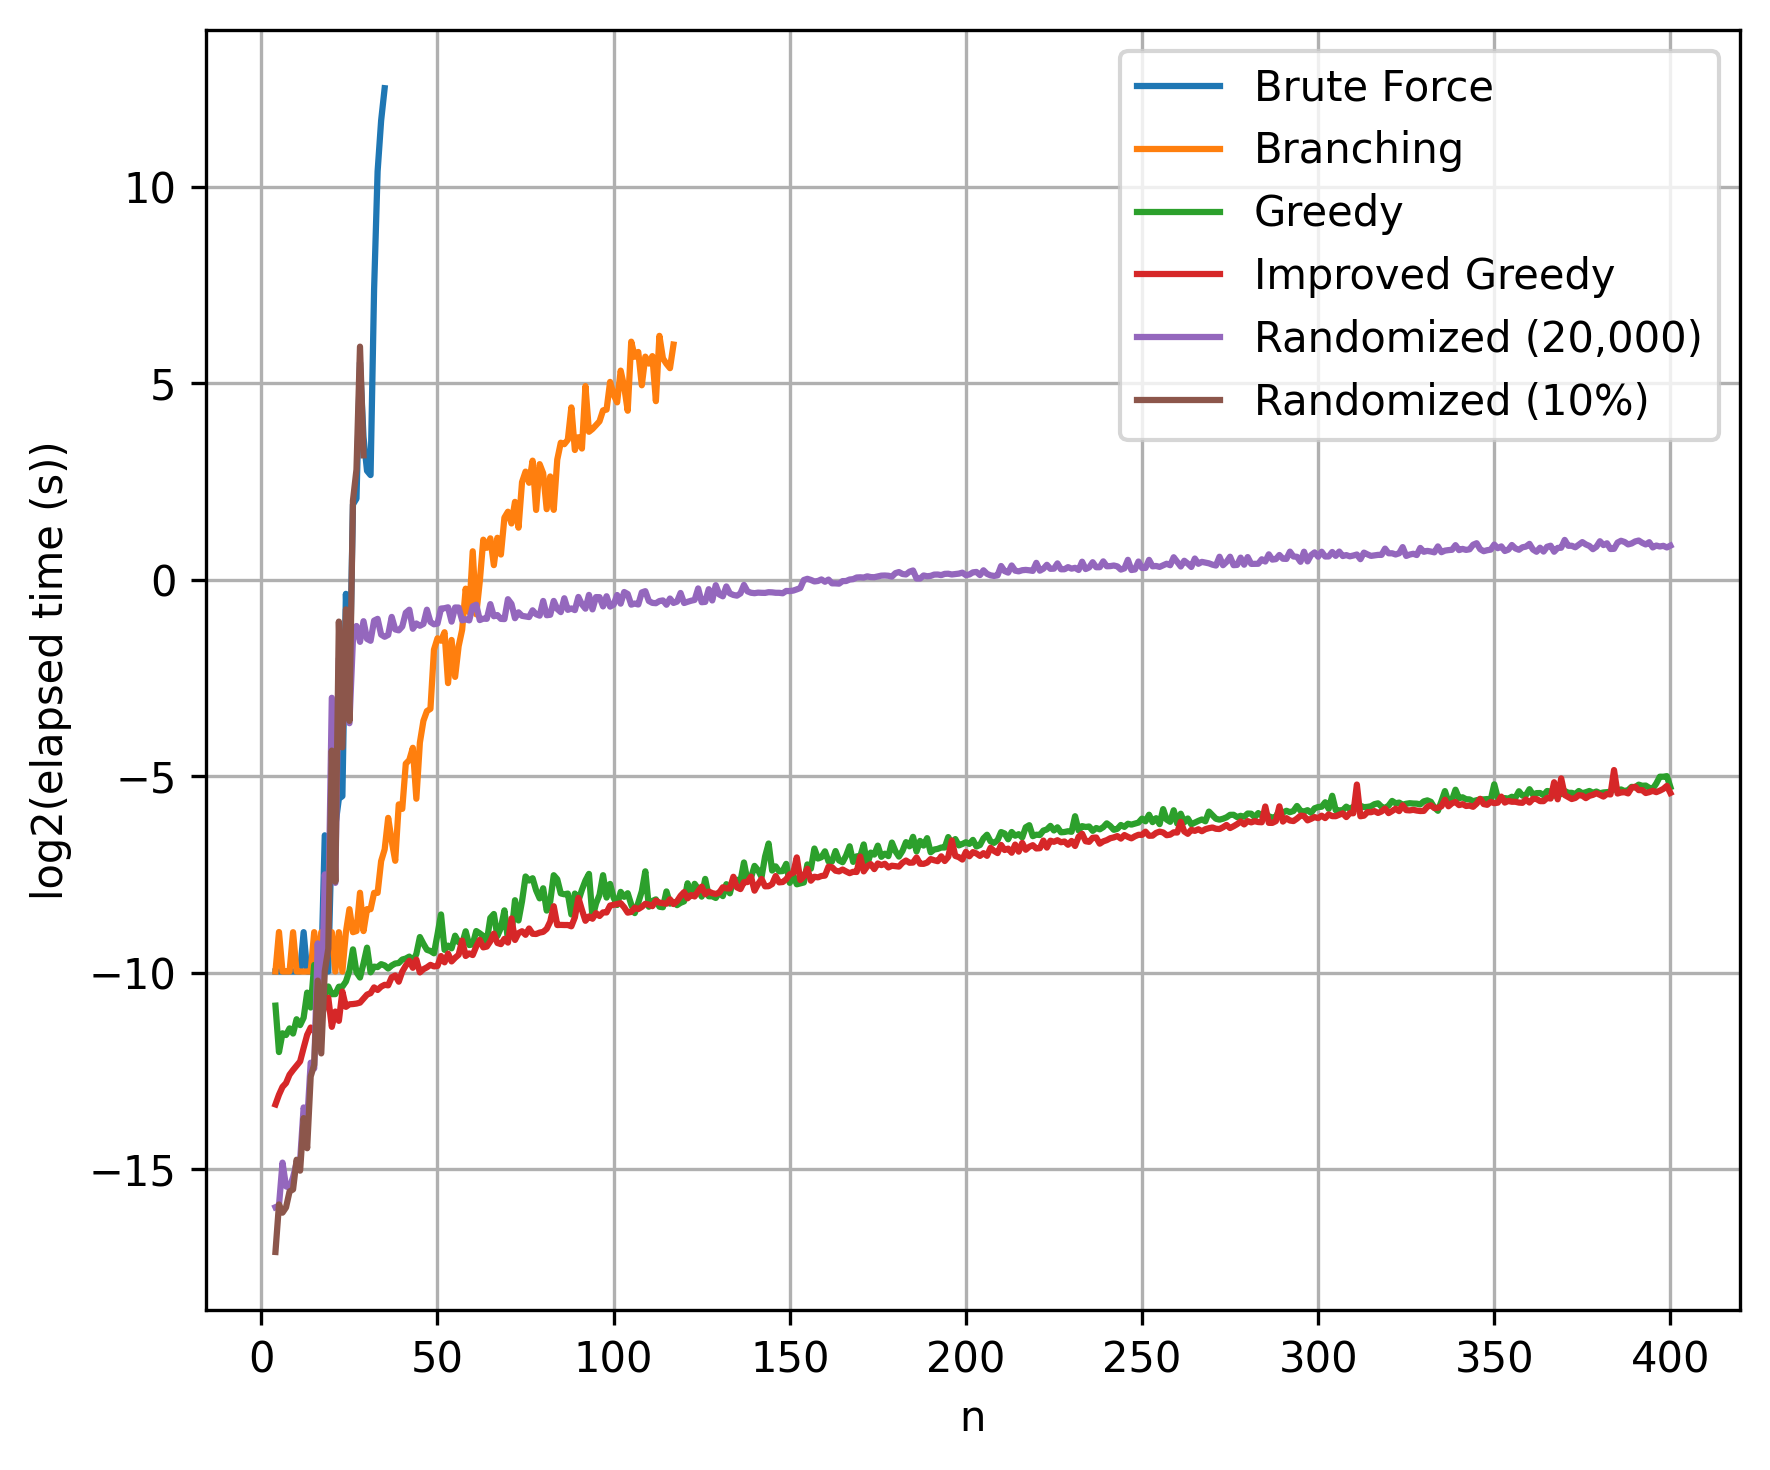 Brute Force
Branching
Greedy
Improved Greedy
Randomized (20,000)
Randomized (10%)
log2(elapsed time (s))
10
5
0
−5
−10
−15
0 50 100 150 200 250 300 350 400
n